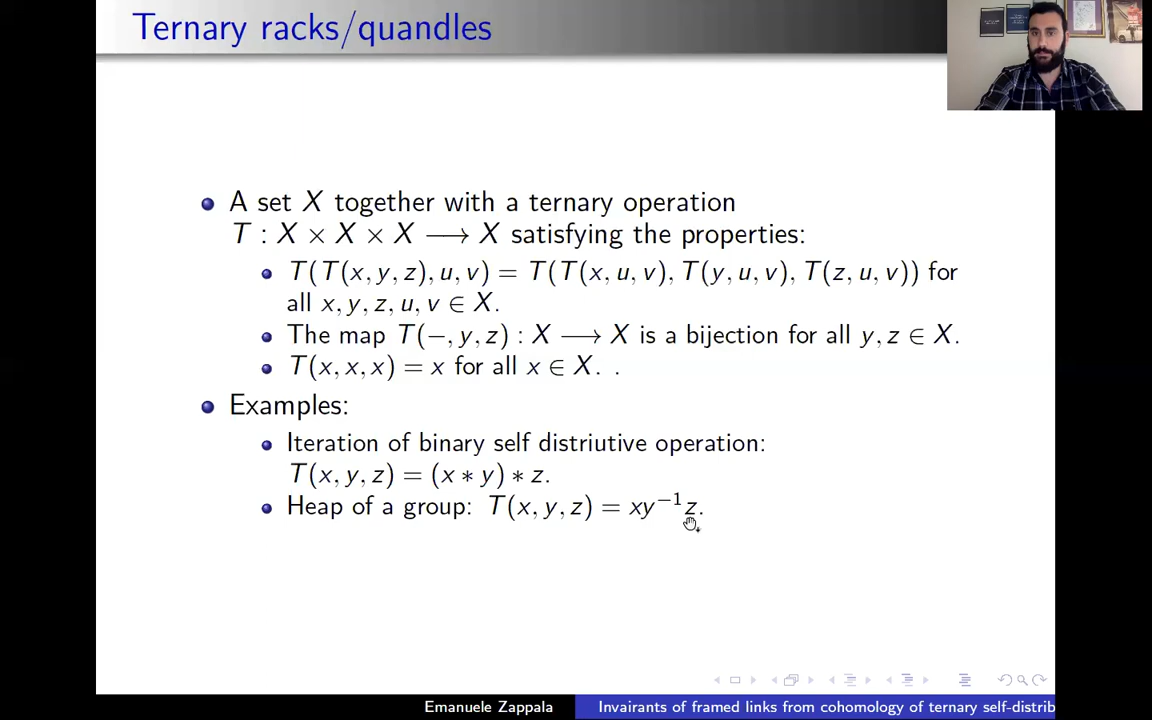 Ternary racks/quandles
A set X together with a ternary operation
T : X × X × X ⟶ X satisfying the properties:
T(T(x, y, z), u, v) = T(T(x, u, v), T(y, u, v), T(z, u, v)) for
all x, y, z, u, v ∈ X.
The map T(−, y, z) : X ⟶ X is a bijection for all y, z ∈ X.
T(x, x, x) = x for all x ∈ X. .
Examples:
Iteration of binary self distriutive operation:
T(x, y, z) = (x ∗ y) ∗ z.
Heap of a group: T(x, y, z) = xy⁻¹z.
Emanuele Zappala
Invairants of framed links from cohomology of ternary self-distrib